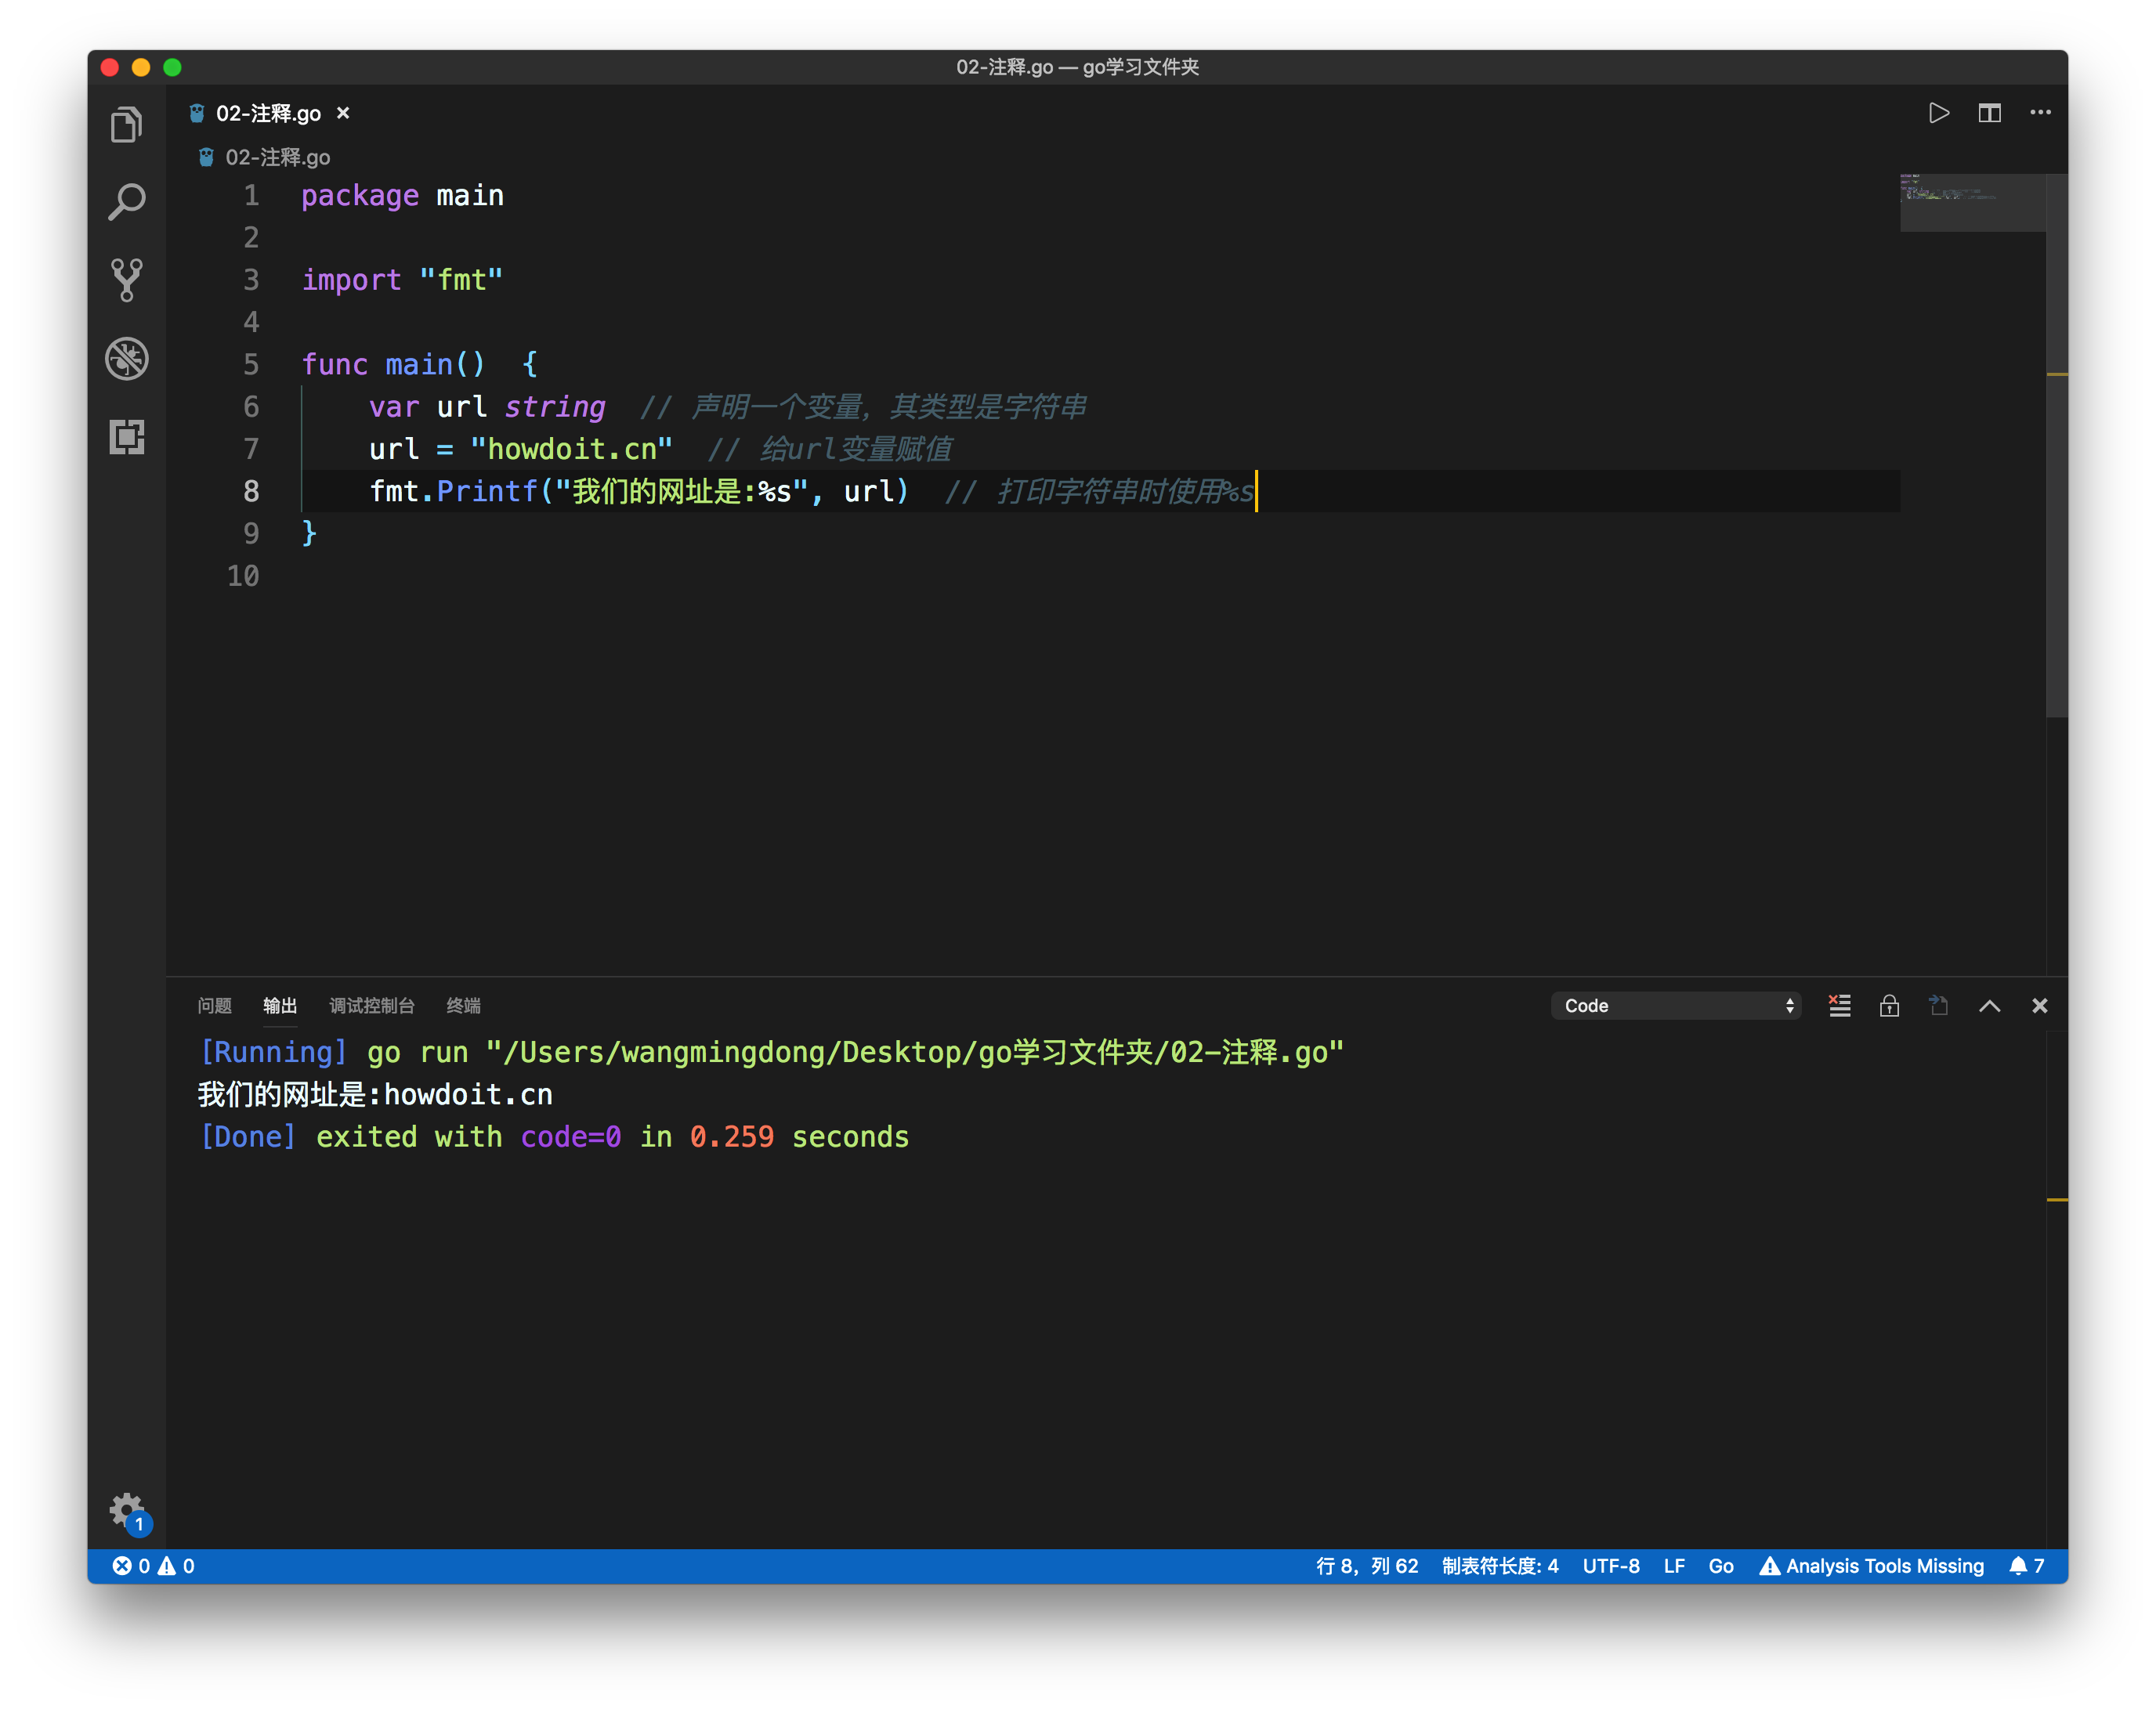 02-注释.go — go学习文件夹
02-注释.go
02-注释.go
1 package main
2
3 import "fmt"
4
5 func main()  {
6 var url string  // 声明一个变量，其类型是字符串
7 url = "howdoit.cn"  // 给url变量赋值
8 fmt.Printf("我们的网址是:%s", url)  // 打印字符串时使用%s
9 }
10
问题 输出 调试控制台 终端 Code
[Running] go run "/Users/wangmingdong/Desktop/go学习文件夹/02-注释.go"
我们的网址是:howdoit.cn
[Done] exited with code=0 in 0.259 seconds
1
0 0 行 8，列 62 制表符长度: 4 UTF-8 LF Go Analysis Tools Missing 7